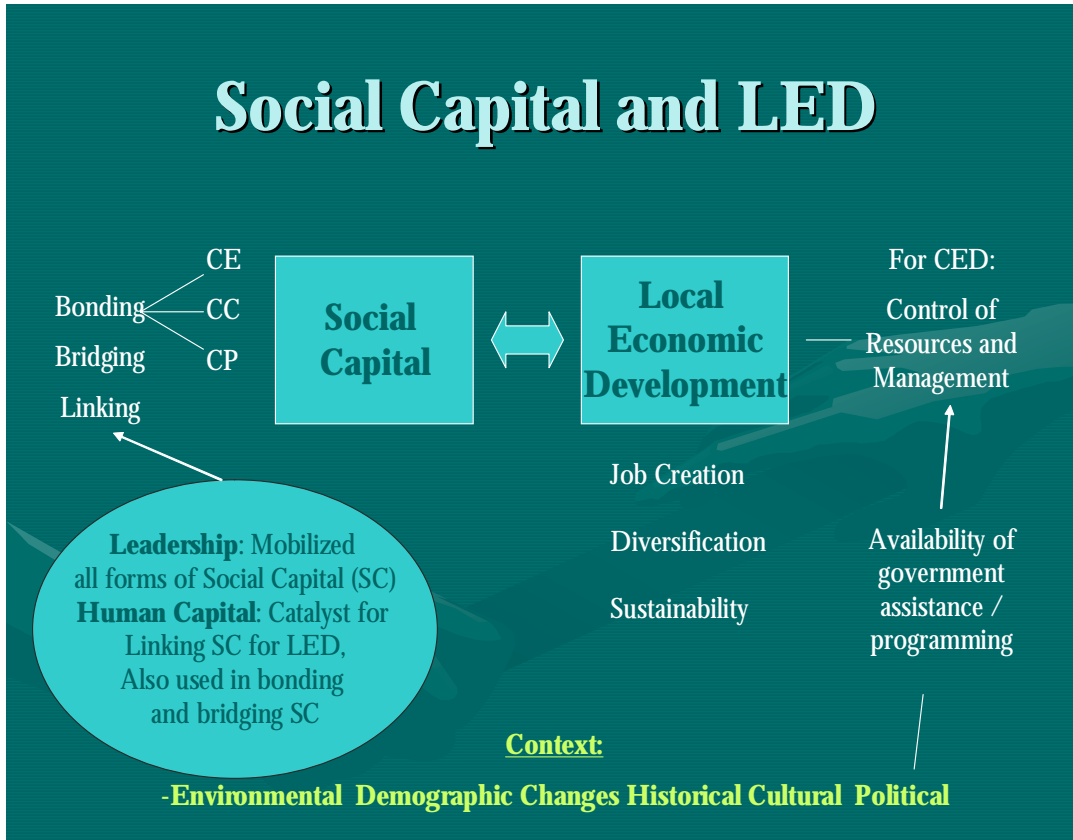 Social Capital and LED
CE
Bonding
CC
Bridging
CP
Linking
Social
Capital
Local
Economic
Development
For CED:
Control of
Resources and
Management
Job Creation
Diversification
Sustainability
Availability of
government
assistance /
programming
Leadership: Mobilized
all forms of Social Capital (SC)
Human Capital: Catalyst for
Linking SC for LED,
Also used in bonding
and bridging SC
Context:
-Environmental Demographic Changes Historical Cultural Political